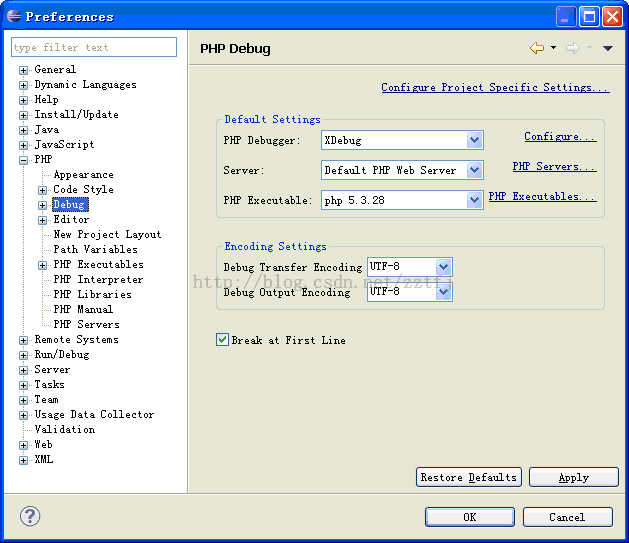 Preferences
type filter text
General
Dynamic Languages
Help
Install/Update
Java
JavaScript
PHP
Appearance
Code Style
Debug
Editor
New Project Layout
Path Variables
PHP Executables
PHP Interpreter
PHP Libraries
PHP Manual
PHP Servers
Remote Systems
Run/Debug
Server
Tasks
Team
Usage Data Collector
Validation
Web
XML
PHP Debug
Configure Project Specific Settings...
Default Settings
PHP Debugger: XDebug Configure...
Server: Default PHP Web Server PHP Servers...
PHP Executable: php 5.3.28 PHP Executables...
Encoding Settings
Debug Transfer Encoding UTF-8
http://blog.csdn.net/zzttj
Debug Output Encoding UTF-8
Break at First Line
Restore Defaults Apply
OK Cancel